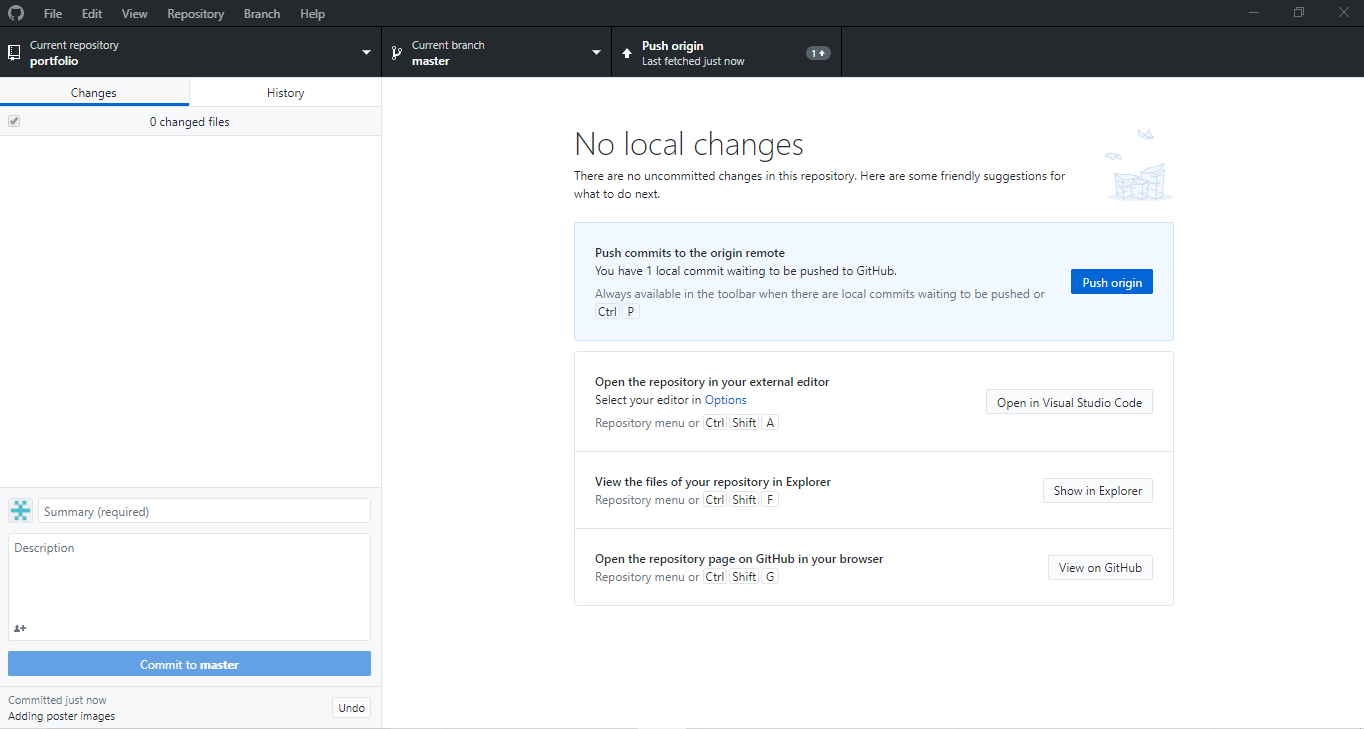 File Edit View Repository Branch Help
Current repository
portfolio
Current branch
master
Push origin
Last fetched just now
1
Changes
History
0 changed files
No local changes
There are no uncommitted changes in this repository. Here are some friendly suggestions for
what to do next.
Push commits to the origin remote
You have 1 local commit waiting to be pushed to GitHub.
Always available in the toolbar when there are local commits waiting to be pushed or
Ctrl P
Push origin
Open the repository in your external editor
Select your editor in Options
Repository menu or Ctrl Shift A
Open in Visual Studio Code
View the files of your repository in Explorer
Repository menu or Ctrl Shift F
Show in Explorer
Open the repository page on GitHub in your browser
Repository menu or Ctrl Shift G
View on GitHub
Summary (required)
Description
Commit to master
Committed just now
Adding poster images
Undo